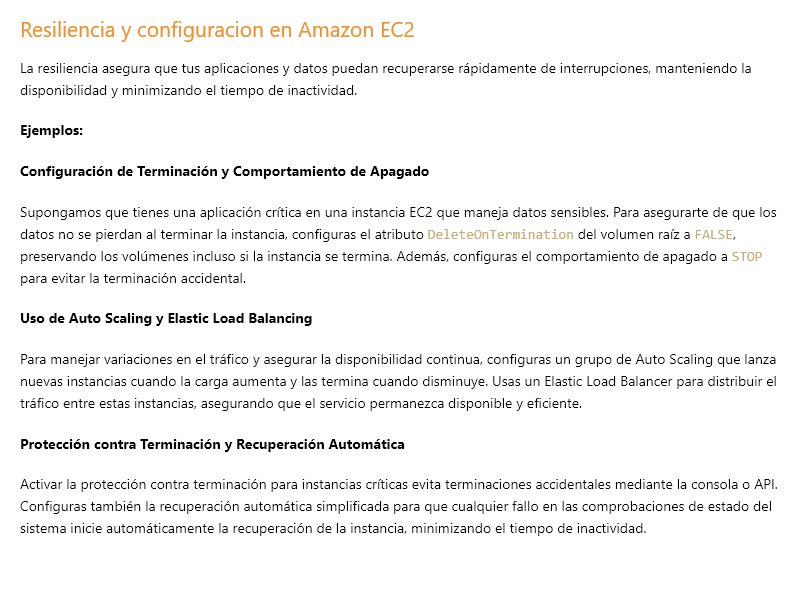 Resiliencia y configuracion en Amazon EC2
La resiliencia asegura que tus aplicaciones y datos puedan recuperarse rápidamente de interrupciones, manteniendo la
disponibilidad y minimizando el tiempo de inactividad.
Ejemplos:
Configuración de Terminación y Comportamiento de Apagado
Supongamos que tienes una aplicación crítica en una instancia EC2 que maneja datos sensibles. Para asegurarte de que los
datos no se pierdan al terminar la instancia, configuras el atributo DeleteOnTermination del volumen raíz a FALSE,
preservando los volúmenes incluso si la instancia se termina. Además, configuras el comportamiento de apagado a STOP
para evitar la terminación accidental.
Uso de Auto Scaling y Elastic Load Balancing
Para manejar variaciones en el tráfico y asegurar la disponibilidad continua, configuras un grupo de Auto Scaling que lanza
nuevas instancias cuando la carga aumenta y las termina cuando disminuye. Usas un Elastic Load Balancer para distribuir el
tráfico entre estas instancias, asegurando que el servicio permanezca disponible y eficiente.
Protección contra Terminación y Recuperación Automática
Activar la protección contra terminación para instancias críticas evita terminaciones accidentales mediante la consola o API.
Configuras también la recuperación automática simplificada para que cualquier fallo en las comprobaciones de estado del
sistema inicie automáticamente la recuperación de la instancia, minimizando el tiempo de inactividad.